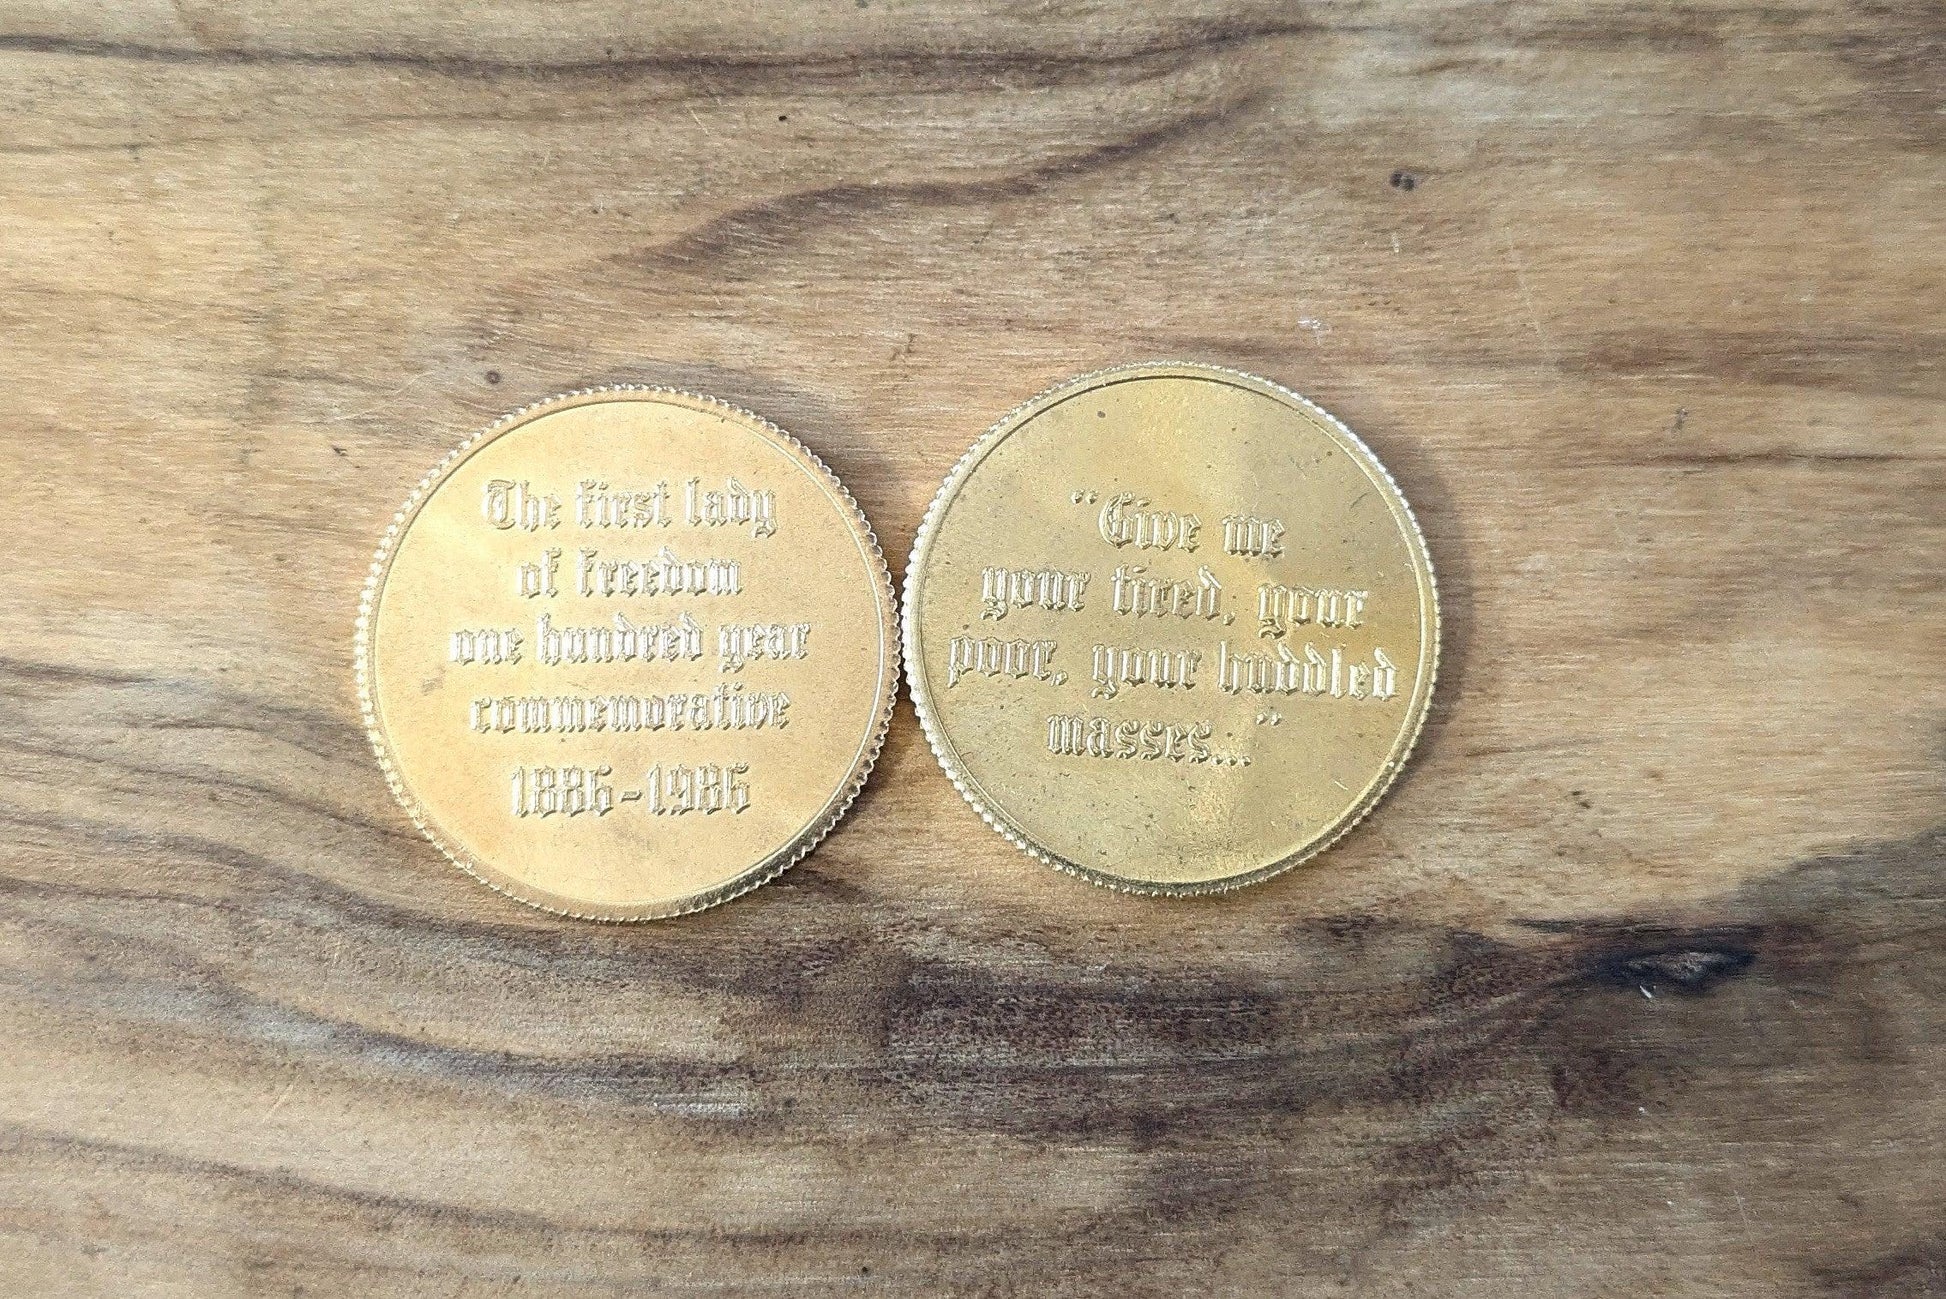 The first lady
of freedom
one hundred year
commemorative
1886-1986
"Give me
your tired, your
poor, your huddled
masses..."